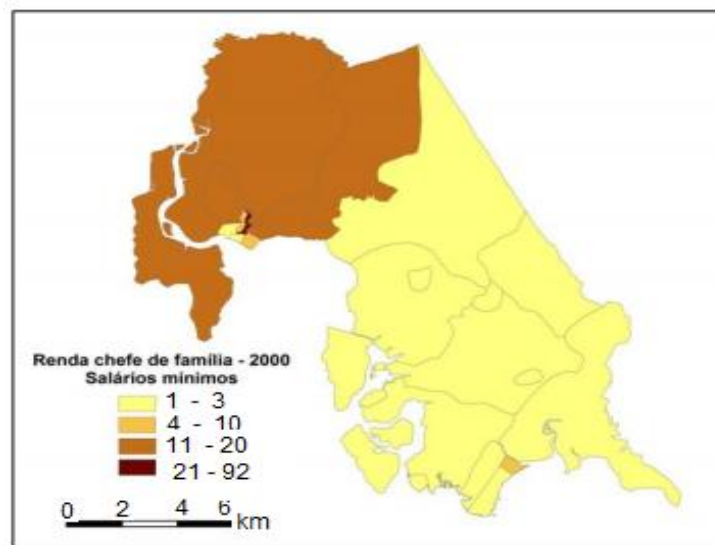 Renda chefe de família - 2000
Salários mínimos
1 - 3
4 - 10
11 - 20
21 - 92
0 2 4 6 km